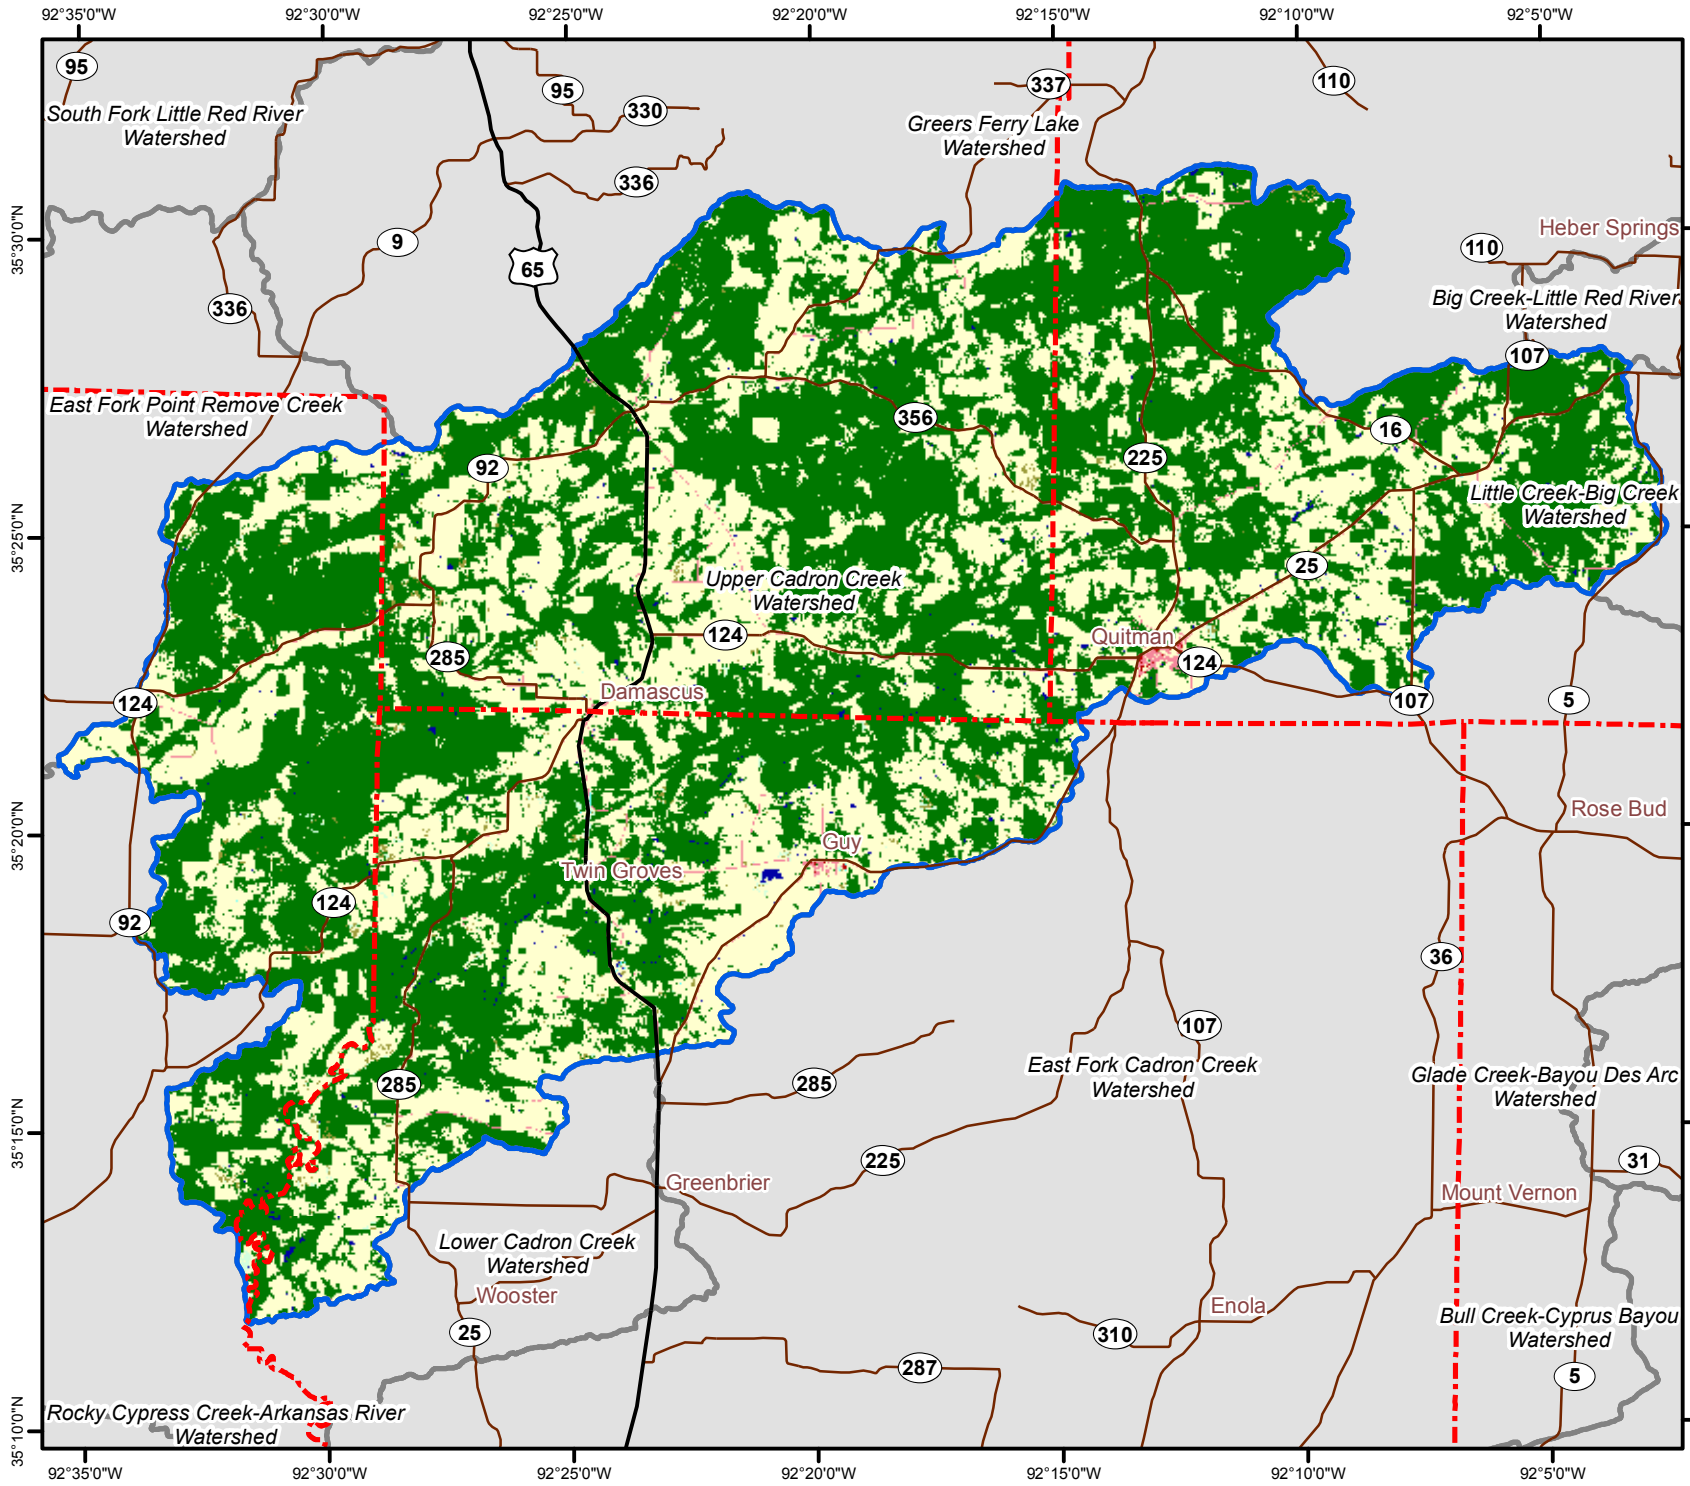 92°35'0"W
92°30'0"W
92°25'0"W
92°20'0"W
92°15'0"W
92°10'0"W
92°5'0"W
95
South Fork Little Red River
Watershed
95
330
336
337
110
Greers Ferry Lake
Watershed
35°30'0"N
9
65
336
Heber Springs
110
Big Creek-Little Red River
Watershed
107
East Fork Point Remove Creek
Watershed
92
356
225
16
Little Creek-Big Creek
Watershed
35°25'0"N
25
Upper Cadron Creek
Watershed
124
Quitman
124
285
Damascus
124
107
5
Rose Bud
35°20'0"N
Guy
Twin Groves
124
92
36
107
285
285
East Fork Cadron Creek
Watershed
Glade Creek-Bayou Des Arc
Watershed
35°15'0"N
225
31
Greenbrier
Mount Vernon
Lower Cadron Creek
Watershed
Wooster
Enola
25
310
Bull Creek-Cyprus Bayou
Watershed
287
5
Rocky Cypress Creek-Arkansas River
Watershed
35°10'0"N
92°35'0"W
92°30'0"W
92°25'0"W
92°20'0"W
92°15'0"W
92°10'0"W
92°5'0"W